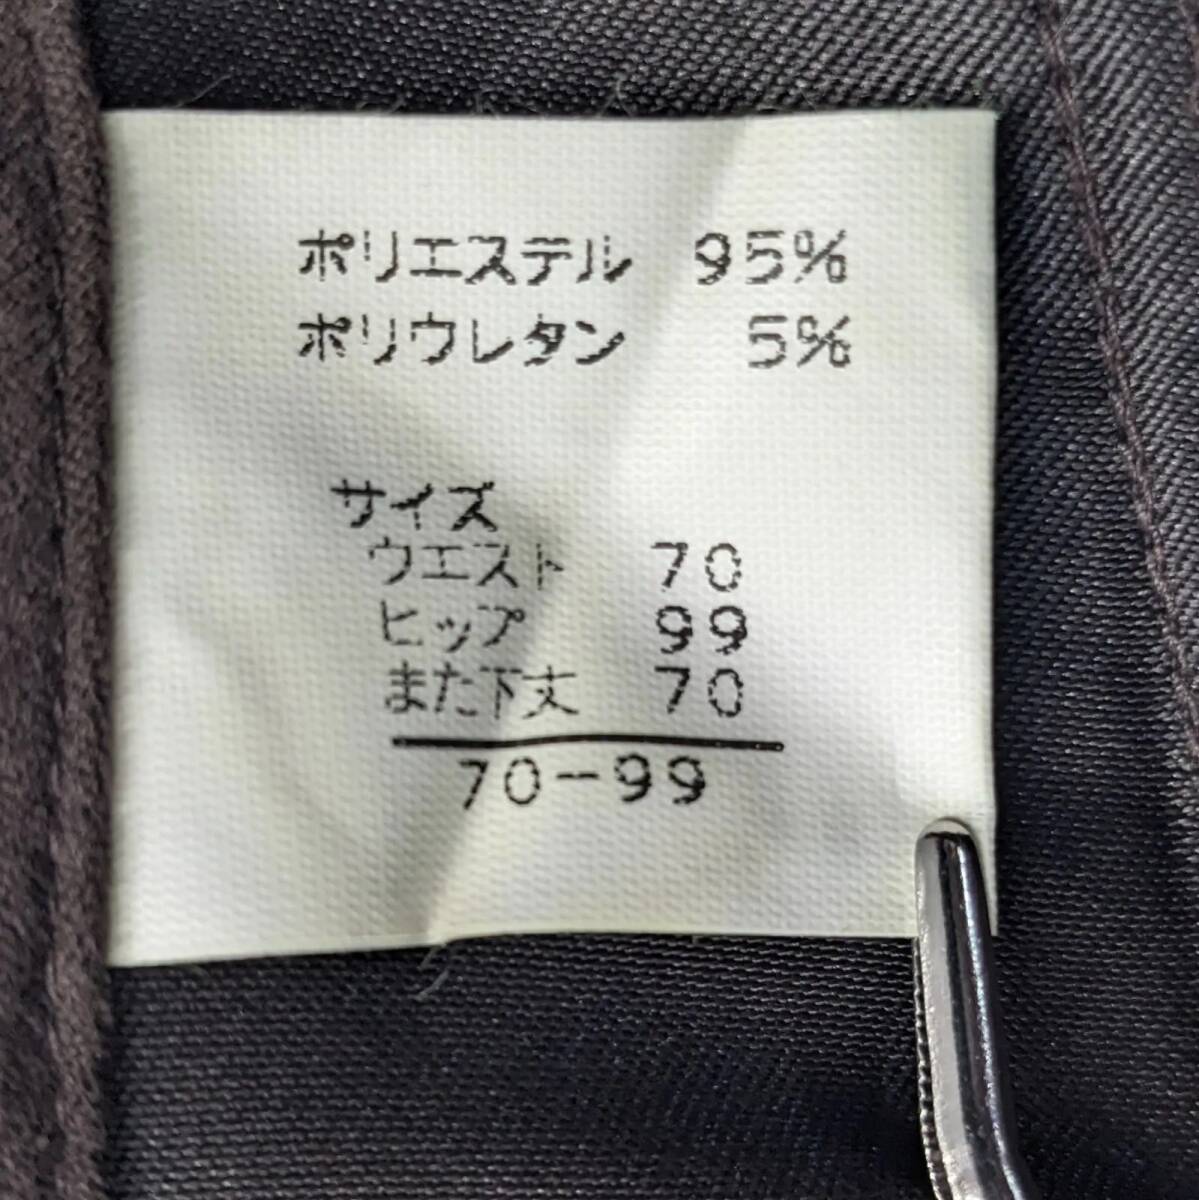 ポリエステル 95%
ポリウレタン 5%
サイズ
ウエスト 70
ヒップ 99
また下丈 70
70-99